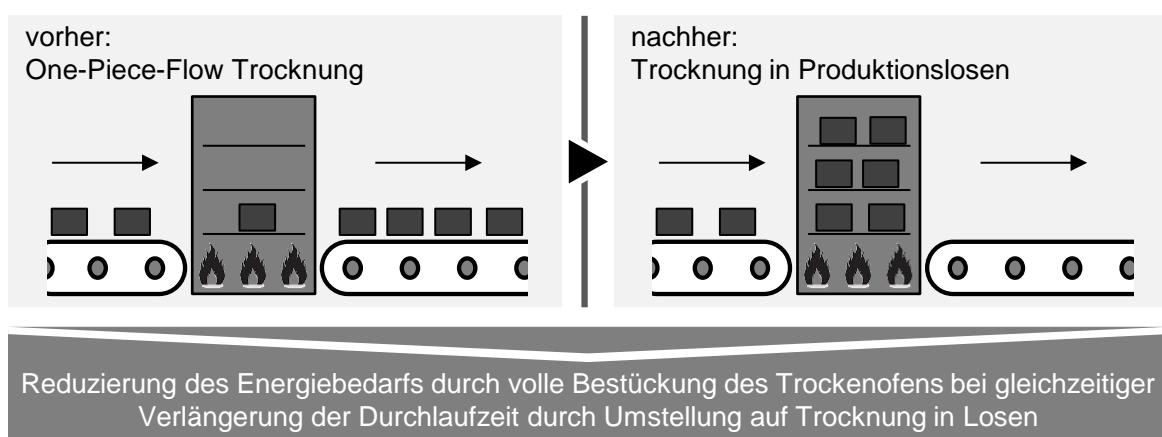 vorher:
One-Piece-Flow Trocknung
nachher:
Trocknung in Produktionslosen
Reduzierung des Energiebedarfs durch volle Bestückung des Trockenofens bei gleichzeitiger
Verlängerung der Durchlaufzeit durch Umstellung auf Trocknung in Losen